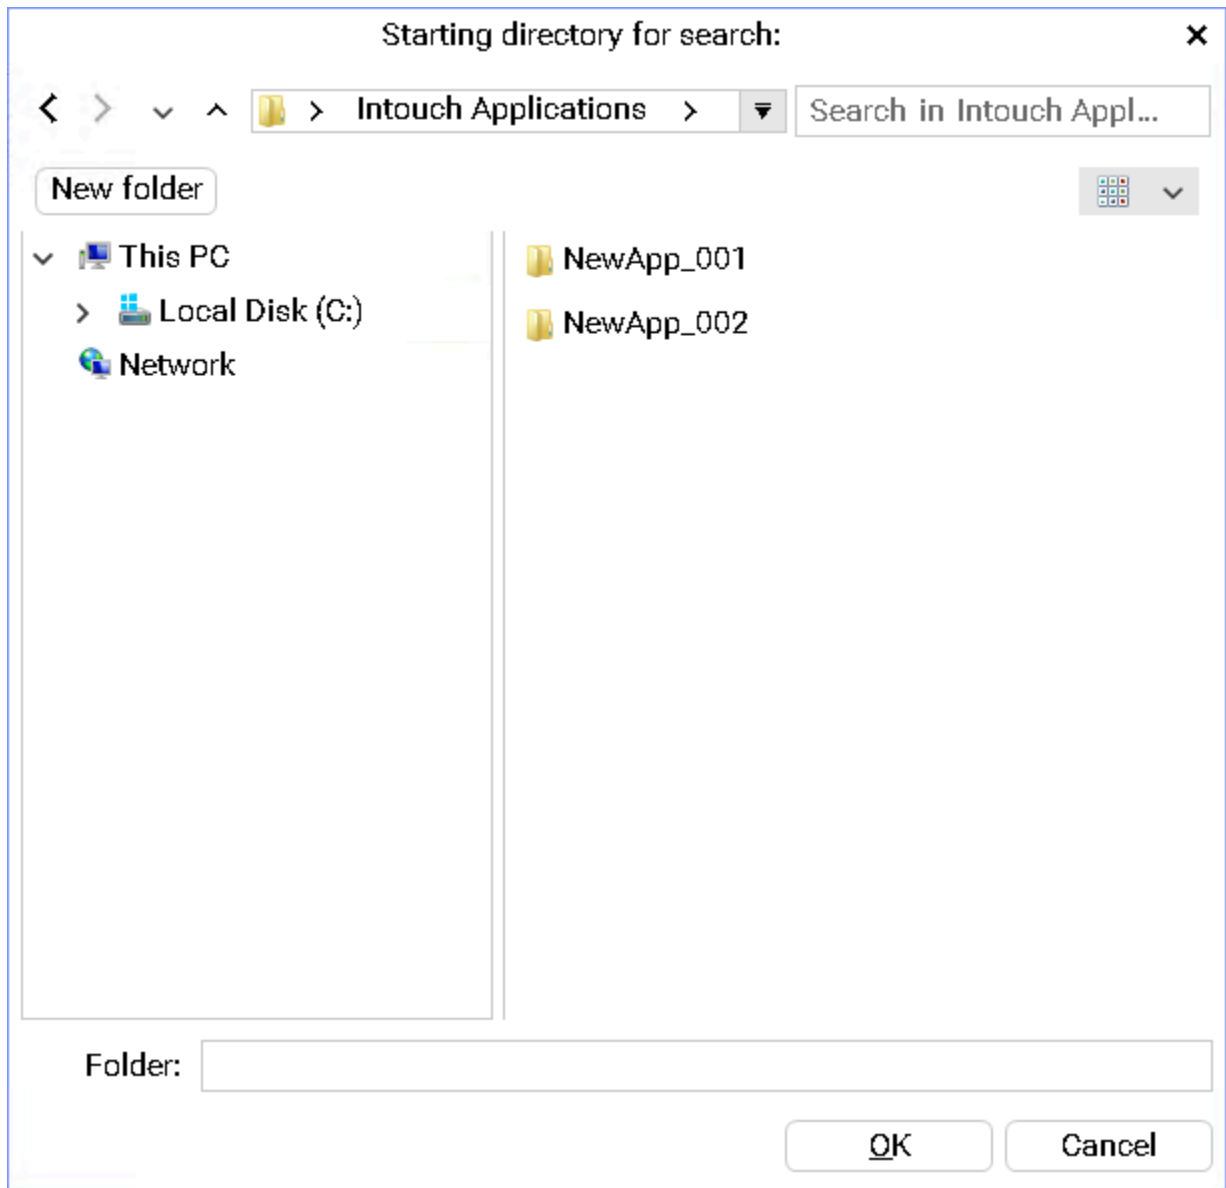 Starting directory for search:
Intouch Applications
Search in Intouch Appl...
New folder
This PC
Local Disk (C:)
Network
NewApp_001
NewApp_002
Folder:
OK
Cancel